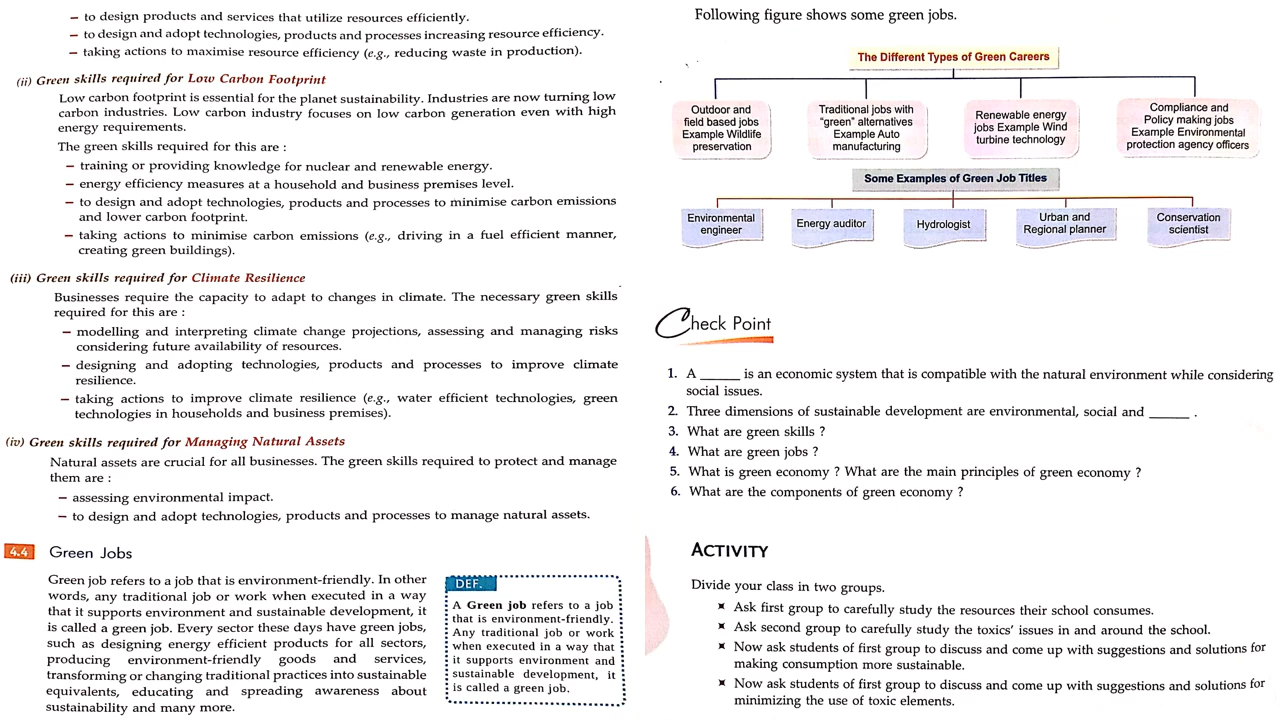 – to design products and services that utilize resources efficiently.
– to design and adopt technologies, products and processes increasing resource efficiency.
– taking actions to maximise resource efficiency (e.g., reducing waste in production).
(ii) Green skills required for Low Carbon Footprint
Low carbon footprint is essential for the planet sustainability. Industries are now turning low
carbon industries. Low carbon industry focuses on low carbon generation even with high
energy requirements.
The green skills required for this are :
– training or providing knowledge for nuclear and renewable energy.
– energy efficiency measures at a household and business premises level.
– to design and adopt technologies, products and processes to minimise carbon emissions
and lower carbon footprint.
– taking actions to minimise carbon emissions (e.g., driving in a fuel efficient manner,
creating green buildings).
(iii) Green skills required for Climate Resilience
Businesses require the capacity to adapt to changes in climate. The necessary green skills
required for this are :
– modelling and interpreting climate change projections, assessing and managing risks
considering future availability of resources.
– designing and adopting technologies, products and processes to improve climate
resilience.
– taking actions to improve climate resilience (e.g., water efficient technologies, green
technologies in households and business premises).
(iv) Green skills required for Managing Natural Assets
Natural assets are crucial for all businesses. The green skills required to protect and manage
them are :
– assessing environmental impact.
– to design and adopt technologies, products and processes to manage natural assets.
4.4 Green Jobs
Green job refers to a job that is environment-friendly. In other
words, any traditional job or work when executed in a way
that it supports environment and sustainable development, it
is called a green job. Every sector these days have green jobs,
such as designing energy efficient products for all sectors,
producing environment-friendly goods and services,
transforming or changing traditional practices into sustainable
equivalents, educating and spreading awareness about
sustainability and many more.
DEF.
A Green job refers to a job
that is environment-friendly.
Any traditional job or work
when executed in a way that
it supports environment and
sustainable development, it
is called a green job.
Following figure shows some green jobs.
The Different Types of Green Careers
Outdoor and
field based jobs
Example Wildlife
preservation
Traditional jobs with
"green" alternatives
Example Auto
manufacturing
Renewable energy
jobs Example Wind
turbine technology
Compliance and
Policy making jobs
Example Environmental
protection agency officers
Some Examples of Green Job Titles
Environmental
engineer
Energy auditor
Hydrologist
Urban and
Regional planner
Conservation
scientist
Check Point
1. A ______ is an economic system that is compatible with the natural environment while considering
social issues.
2. Three dimensions of sustainable development are environmental, social and ______ .
3. What are green skills ?
4. What are green jobs ?
5. What is green economy ? What are the main principles of green economy ?
6. What are the components of green economy ?
ACTIVITY
Divide your class in two groups.
¤ Ask first group to carefully study the resources their school consumes.
¤ Ask second group to carefully study the toxics' issues in and around the school.
¤ Now ask students of first group to discuss and come up with suggestions and solutions for
making consumption more sustainable.
¤ Now ask students of first group to discuss and come up with suggestions and solutions for
minimizing the use of toxic elements.